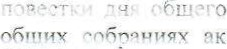 повестки дня общего
общих собраниях ак